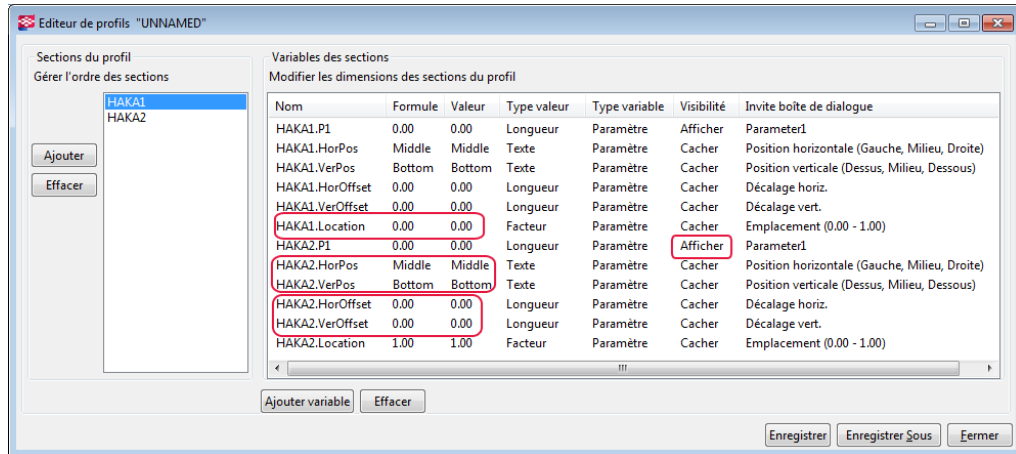 Editeur de profils "UNNAMED"
Sections du profil
Gérer l'ordre des sections
HAKA1
HAKA2
Ajouter
Effacer
Variables des sections
Modifier les dimensions des sections du profil
Nom Formule Valeur Type valeur Type variable Visibilité Invite boîte de dialogue
HAKA1.P1 0.00 0.00 Longueur Paramètre Afficher Parameter1
HAKA1.HorPos Middle Middle Texte Paramètre Cacher Position horizontale (Gauche, Milieu, Droite)
HAKA1.VerPos Bottom Bottom Texte Paramètre Cacher Position verticale (Dessus, Milieu, Dessous)
HAKA1.HorOffset 0.00 0.00 Longueur Paramètre Cacher Décalage horiz.
HAKA1.VerOffset 0.00 0.00 Longueur Paramètre Cacher Décalage vert.
HAKA1.Location 0.00 0.00 Facteur Paramètre Cacher Emplacement (0.00 - 1.00)
HAKA2.P1 0.00 0.00 Longueur Paramètre Afficher Parameter1
HAKA2.HorPos Middle Middle Texte Paramètre Cacher Position horizontale (Gauche, Milieu, Droite)
HAKA2.VerPos Bottom Bottom Texte Paramètre Cacher Position verticale (Dessus, Milieu, Dessous)
HAKA2.HorOffset 0.00 0.00 Longueur Paramètre Cacher Décalage horiz.
HAKA2.VerOffset 0.00 0.00 Longueur Paramètre Cacher Décalage vert.
HAKA2.Location 1.00 1.00 Facteur Paramètre Cacher Emplacement (0.00 - 1.00)
Ajouter variable Effacer
Enregistrer Enregistrer Sous Fermer